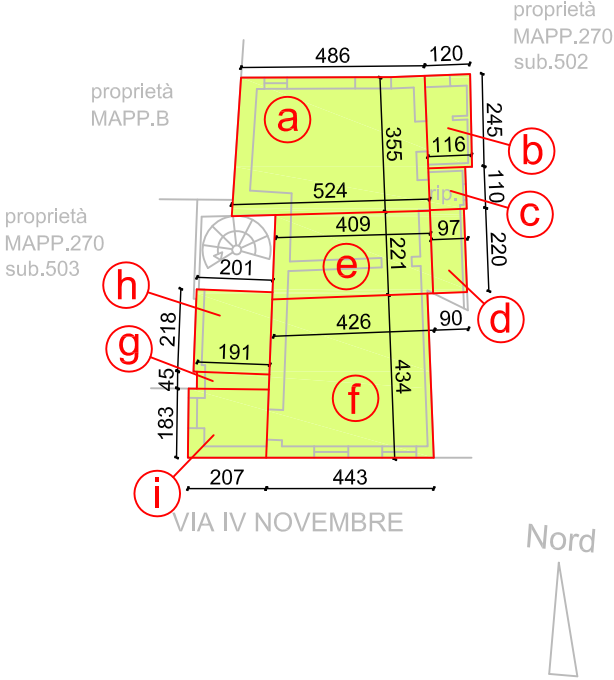 proprietà
MAPP.270
sub.502
486
120
proprietà
MAPP.B
a
355
245
116
b
110
rip.
c
524
proprietà
MAPP.270
sub.503
409
97
220
e
221
201
h
d
218
426
90
g
191
45
434
f
183
i
207
443
VIA IV NOVEMBRE
Nord